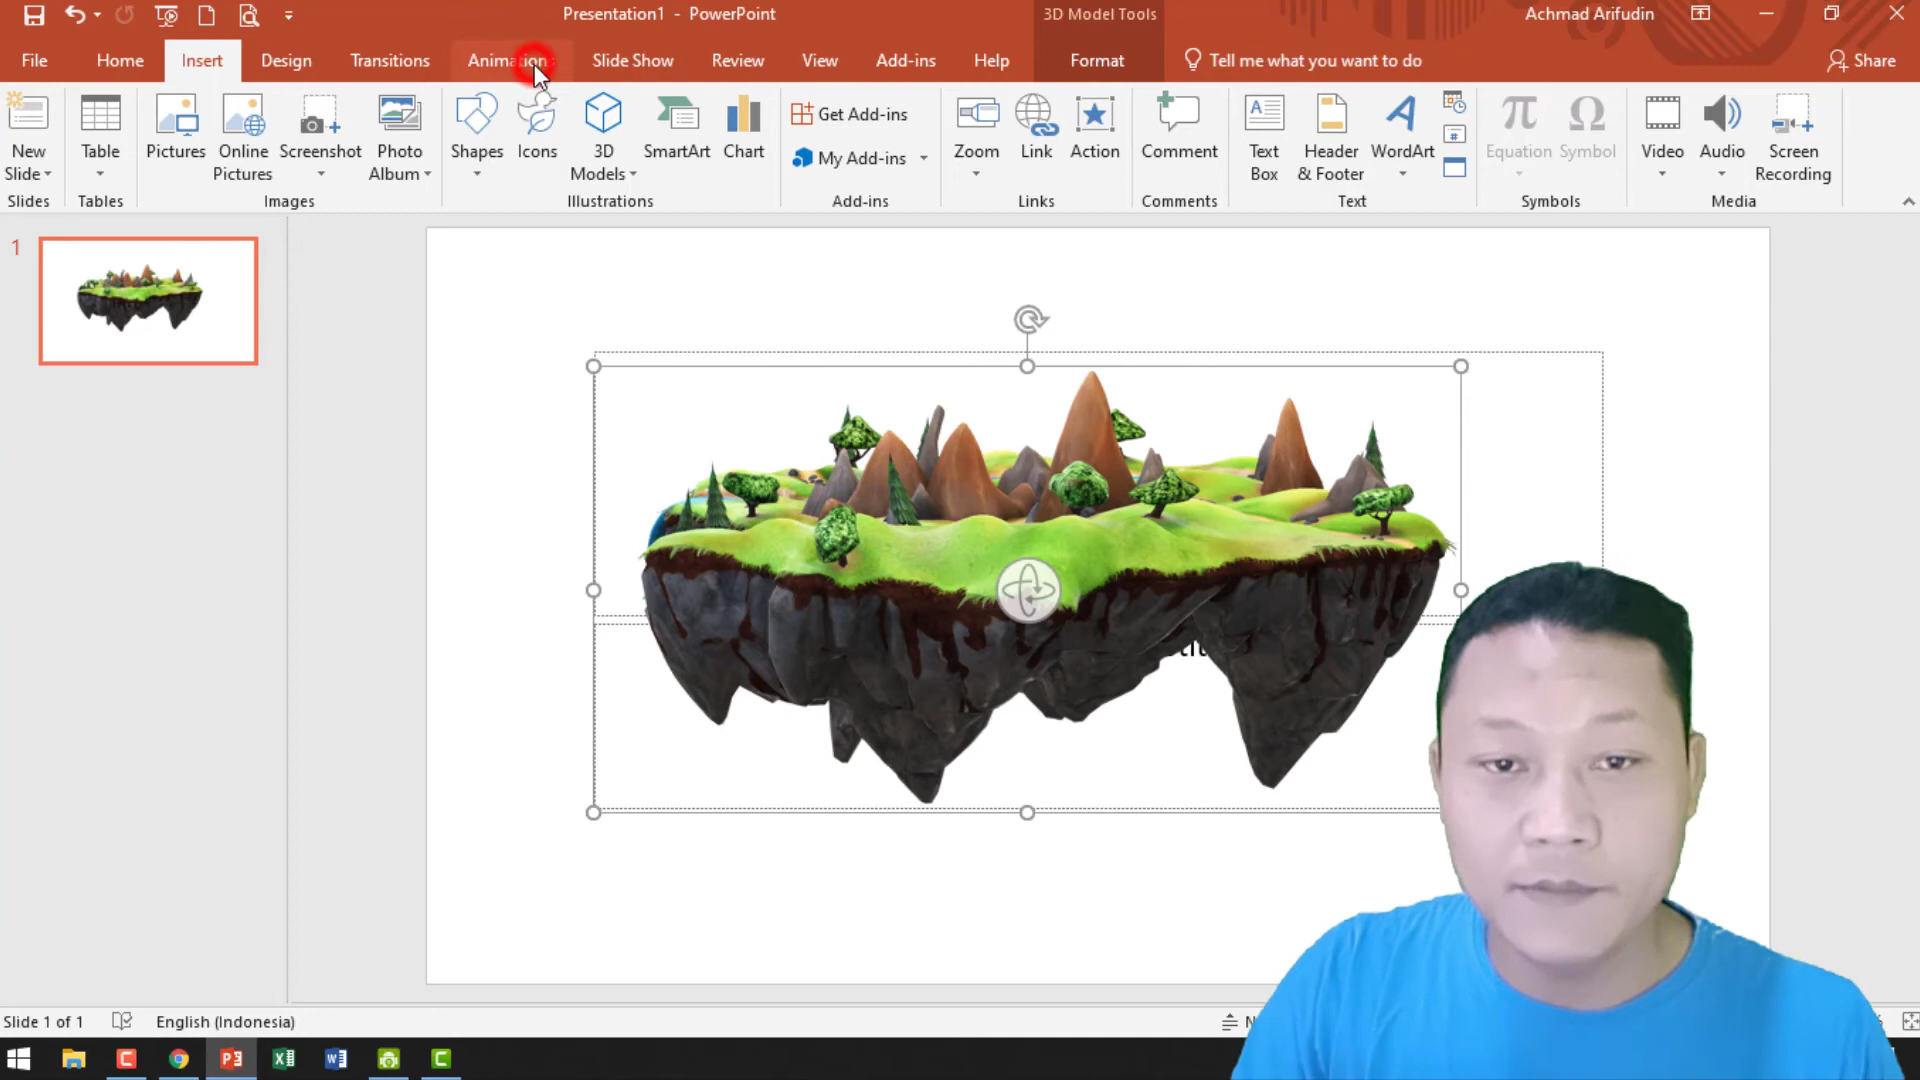 Presentation1 - PowerPoint
3D Model Tools
Achmad Arifudin
File
Home
Insert
Design
Transitions
Animations
Slide Show
Review
View
Add-ins
Help
Format
Tell me what you want to do
Share
New Slide
Table
Pictures
Online Pictures
Screenshot
Photo Album
Shapes
Icons
3D Models
SmartArt
Chart
Get Add-ins
My Add-ins
Zoom
Link
Action
Comment
Text Box
Header & Footer
WordArt
Equation
Symbol
Video
Audio
Screen Recording
Slides
Tables
Images
Illustrations
Add-ins
Links
Comments
Text
Symbols
Media
1
Slide 1 of 1
English (Indonesia)